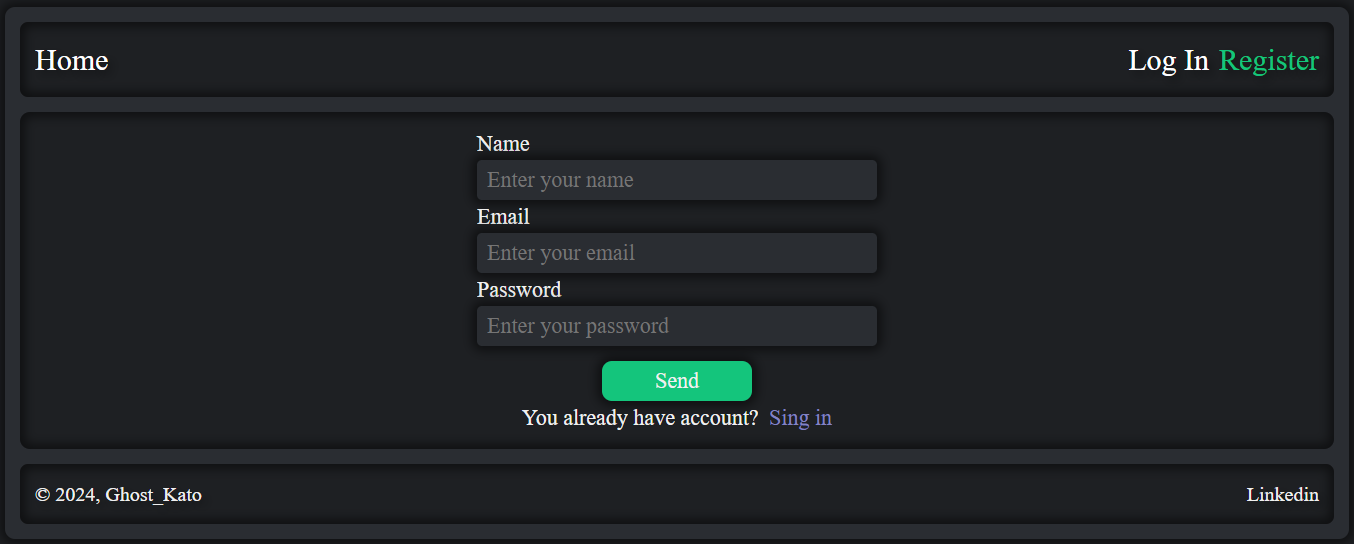 Home Log In Register
Name
Enter your name
Email
Enter your email
Password
Enter your password
Send
You already have account? Sing in
© 2024, Ghost_Kato Linkedin